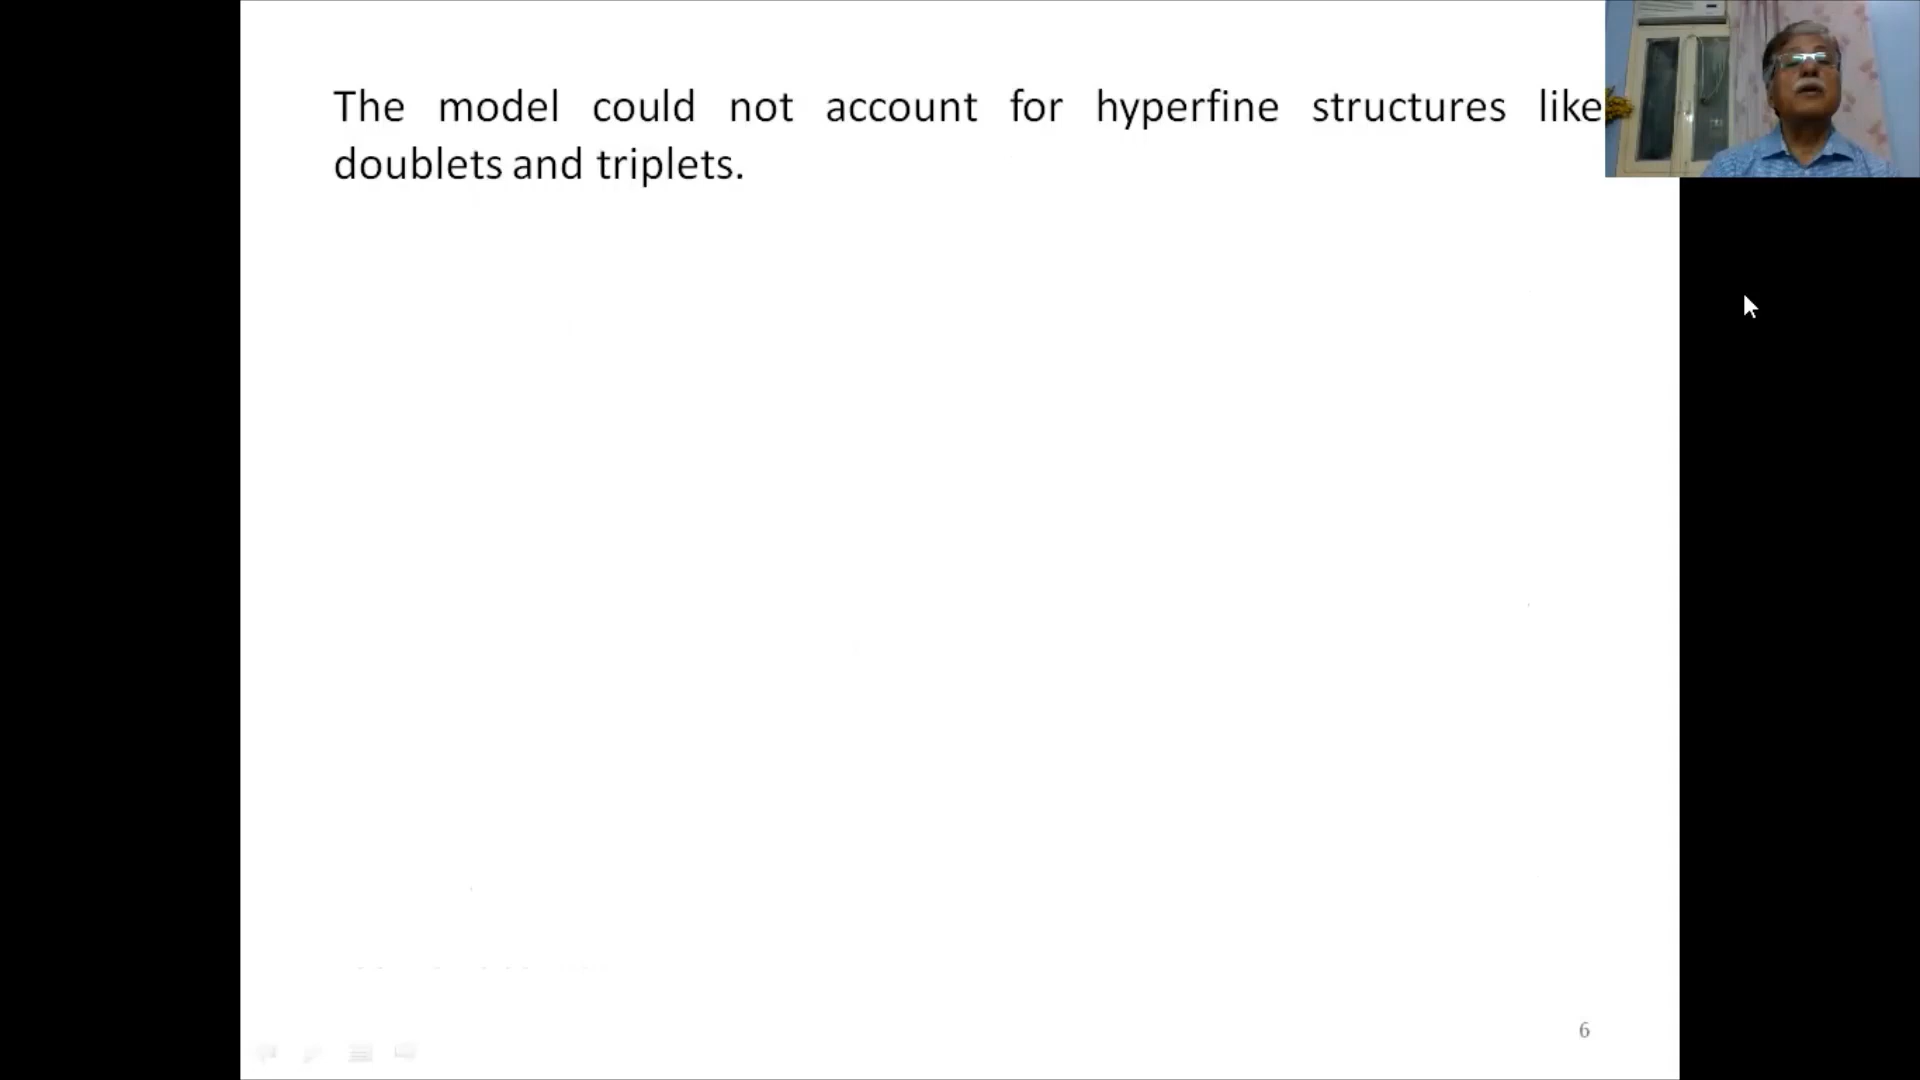 The model could not account for hyperfine structures like
doublets and triplets.
6